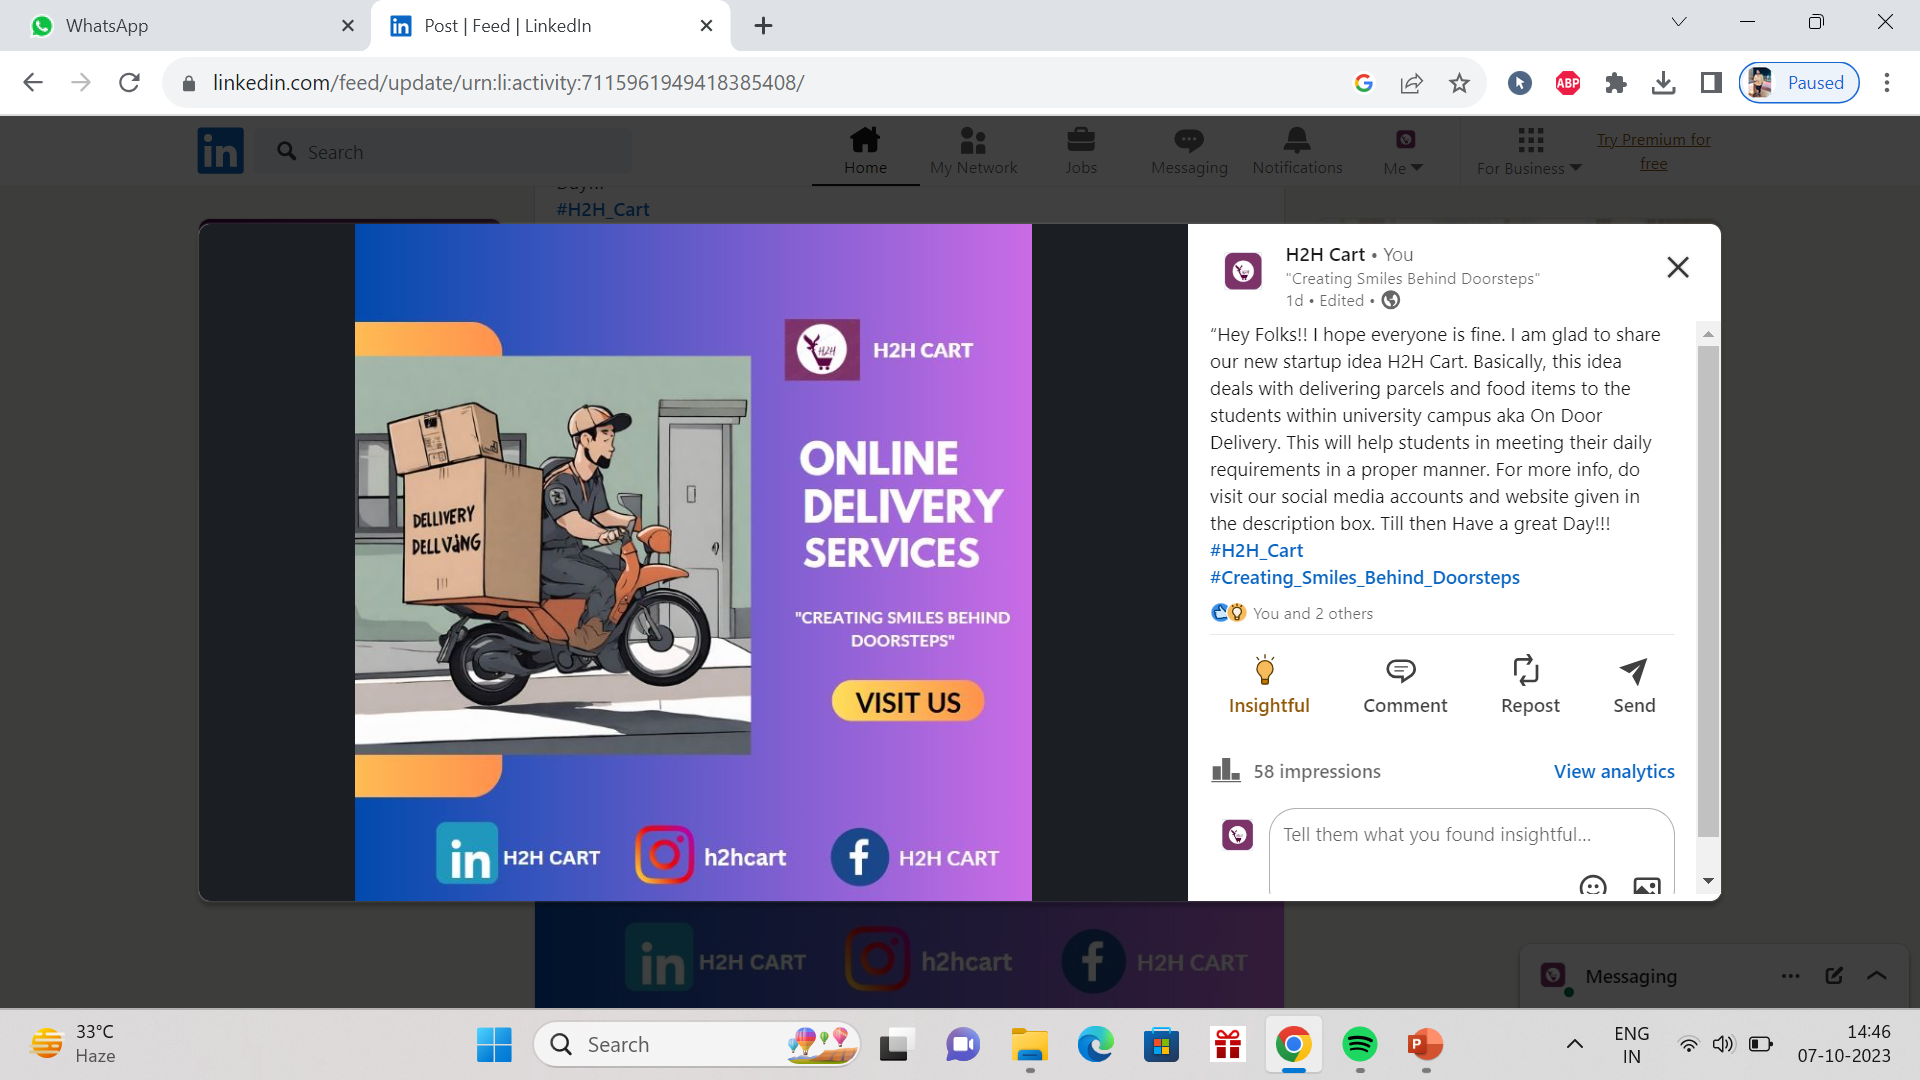 WhatsApp
Post | Feed | LinkedIn
linkedin.com/feed/update/urn:li:activity:7115961949418385408/
ABP
Paused
in
Search
Home
My Network
Jobs
Messaging
Notifications
Me
For Business
Try Premium for
free
#H2H_Cart
H2H
H2H CART
DELLIVERY
ONLINE
DELIVERY
SERVICES
"CREATING SMILES BEHIND
DOORSTEPS"
VISIT US
in H2H CART
h2hcart
f H2H CART
H2H Cart • You
"Creating Smiles Behind Doorsteps"
1d • Edited •
“Hey Folks!! I hope everyone is fine. I am glad to share
our new startup idea H2H Cart. Basically, this idea
deals with delivering parcels and food items to the
students within university campus aka On Door
Delivery. This will help students in meeting their daily
requirements in a proper manner. For more info, do
visit our social media accounts and website given in
the description box. Till then Have a great Day!!!
#H2H_Cart
#Creating_Smiles_Behind_Doorsteps
You and 2 others
Insightful
Comment
Repost
Send
58 impressions
View analytics
Tell them what you found insightful...
in H2H CART
h2hcart
f H2H CART
Messaging
33°C
Haze
Search
P
ENG
IN
14:46
07-10-2023